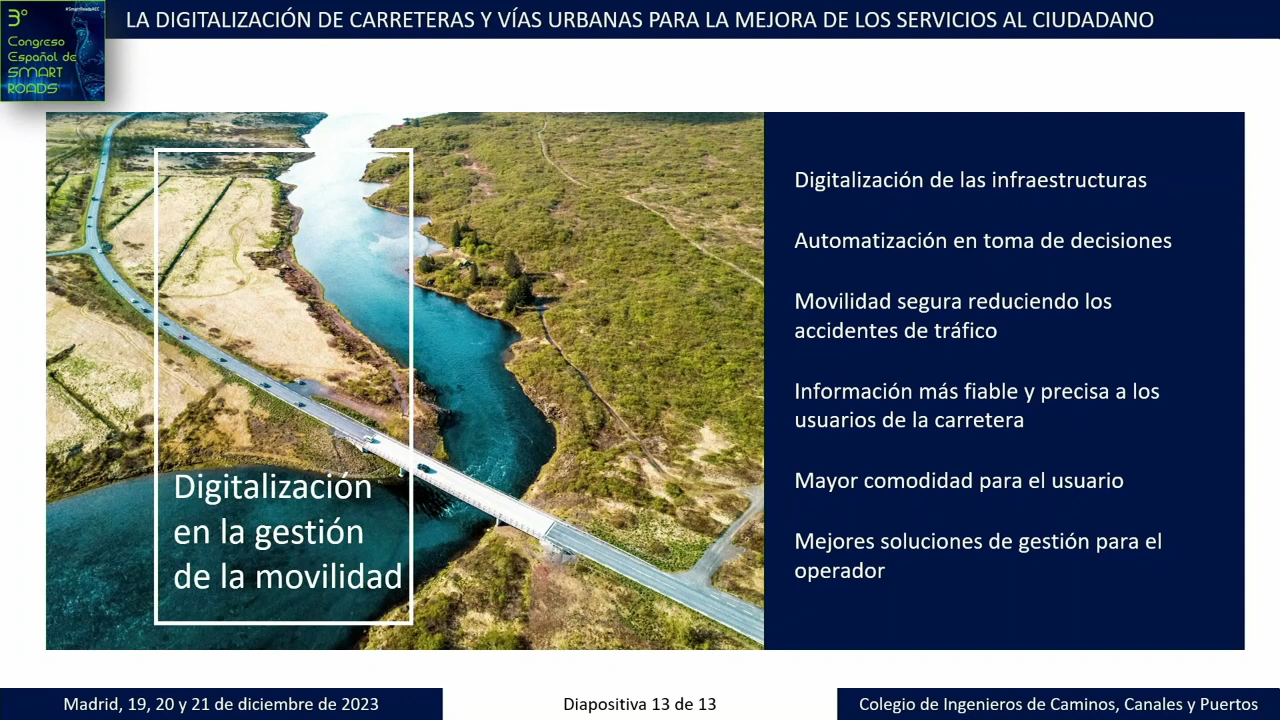 LA DIGITALIZACIÓN DE CARRETERAS Y VÍAS URBANAS PARA LA MEJORA DE LOS SERVICIOS AL CIUDADANO
#SmartRoadsAEC
3º
Congreso
Español de
SMART
ROADS
Digitalización
en la gestión
de la movilidad
Digitalización de las infraestructuras
Automatización en toma de decisiones
Movilidad segura reduciendo los
accidentes de tráfico
Información más fiable y precisa a los
usuarios de la carretera
Mayor comodidad para el usuario
Mejores soluciones de gestión para el
operador
Madrid, 19, 20 y 21 de diciembre de 2023
Diapositiva 13 de 13
Colegio de Ingenieros de Caminos, Canales y Puertos